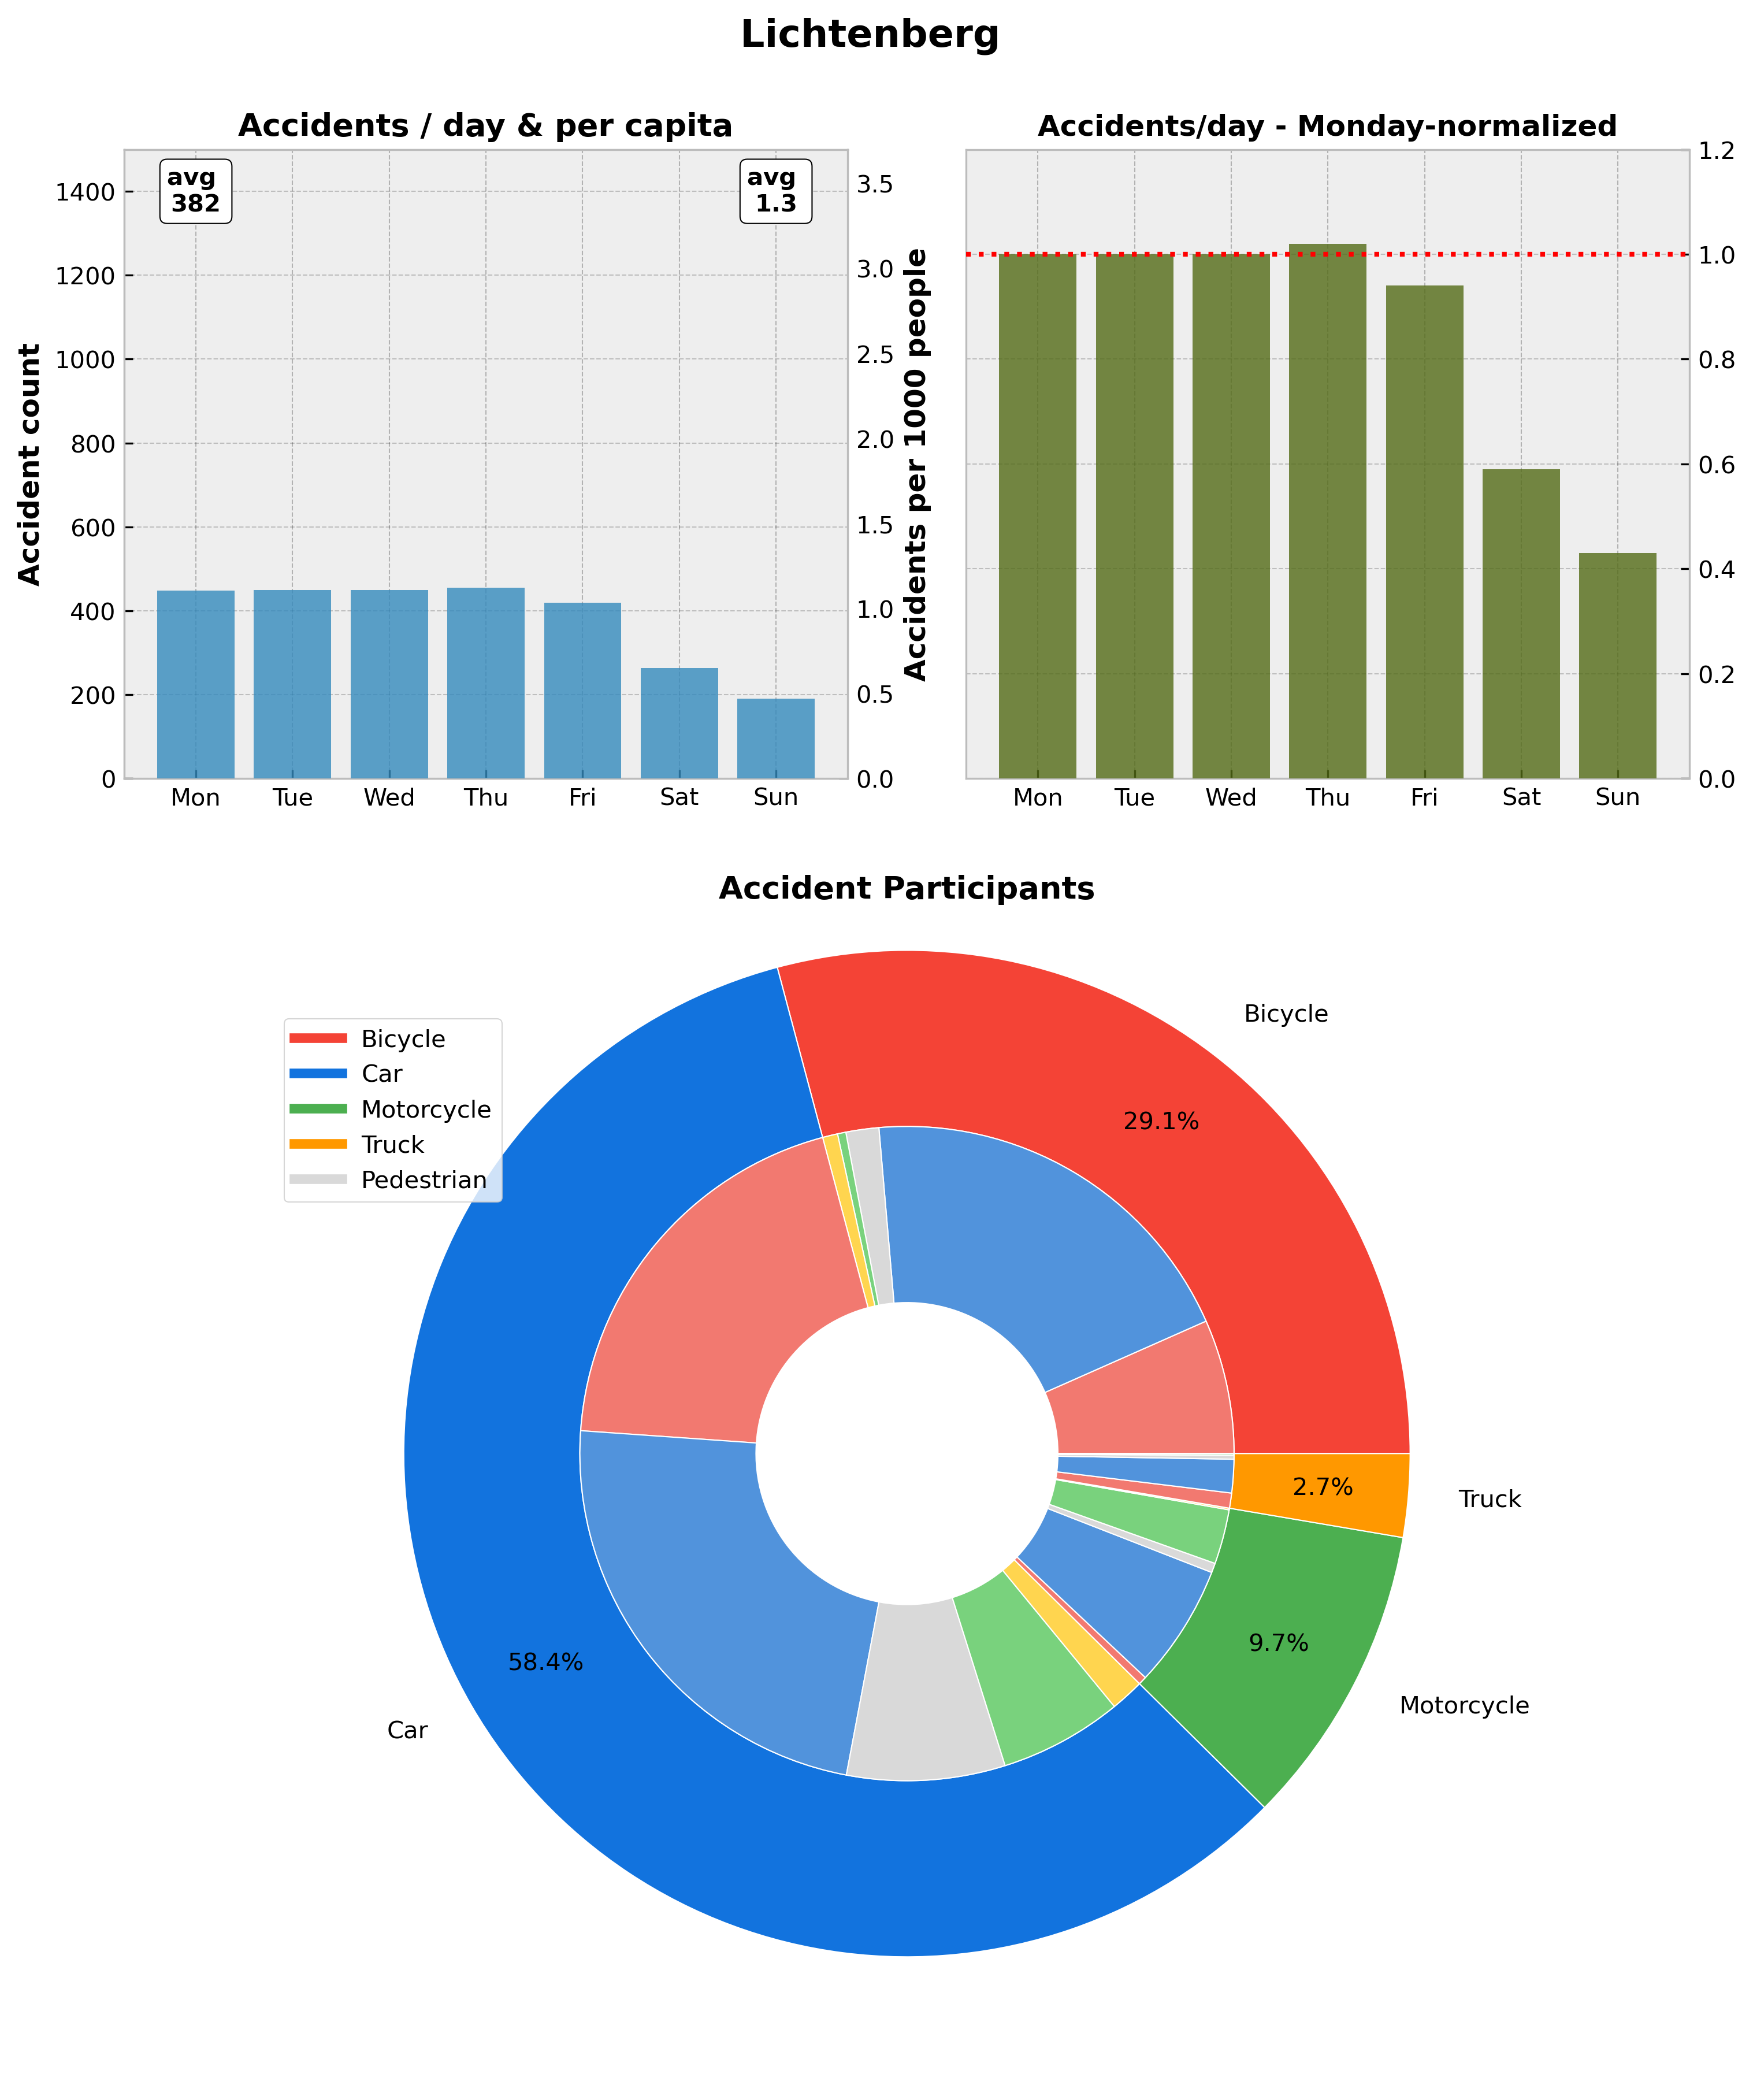 Lichtenberg
Accidents / day & per capita
avg
382
avg
1.3
Accident count
1400
1200
1000
800
600
400
200
0
3.5
3.0
2.5
2.0
1.5
1.0
0.5
0.0
Accidents per 1000 people
Mon Tue Wed Thu Fri Sat Sun
Accidents/day - Monday-normalized
1.2
1.0
0.8
0.6
0.4
0.2
0.0
Mon Tue Wed Thu Fri Sat Sun
Accident Participants
Bicycle
Car
Motorcycle
Truck
Pedestrian
Bicycle
29.1%
2.7%
Truck
9.7%
Motorcycle
58.4%
Car